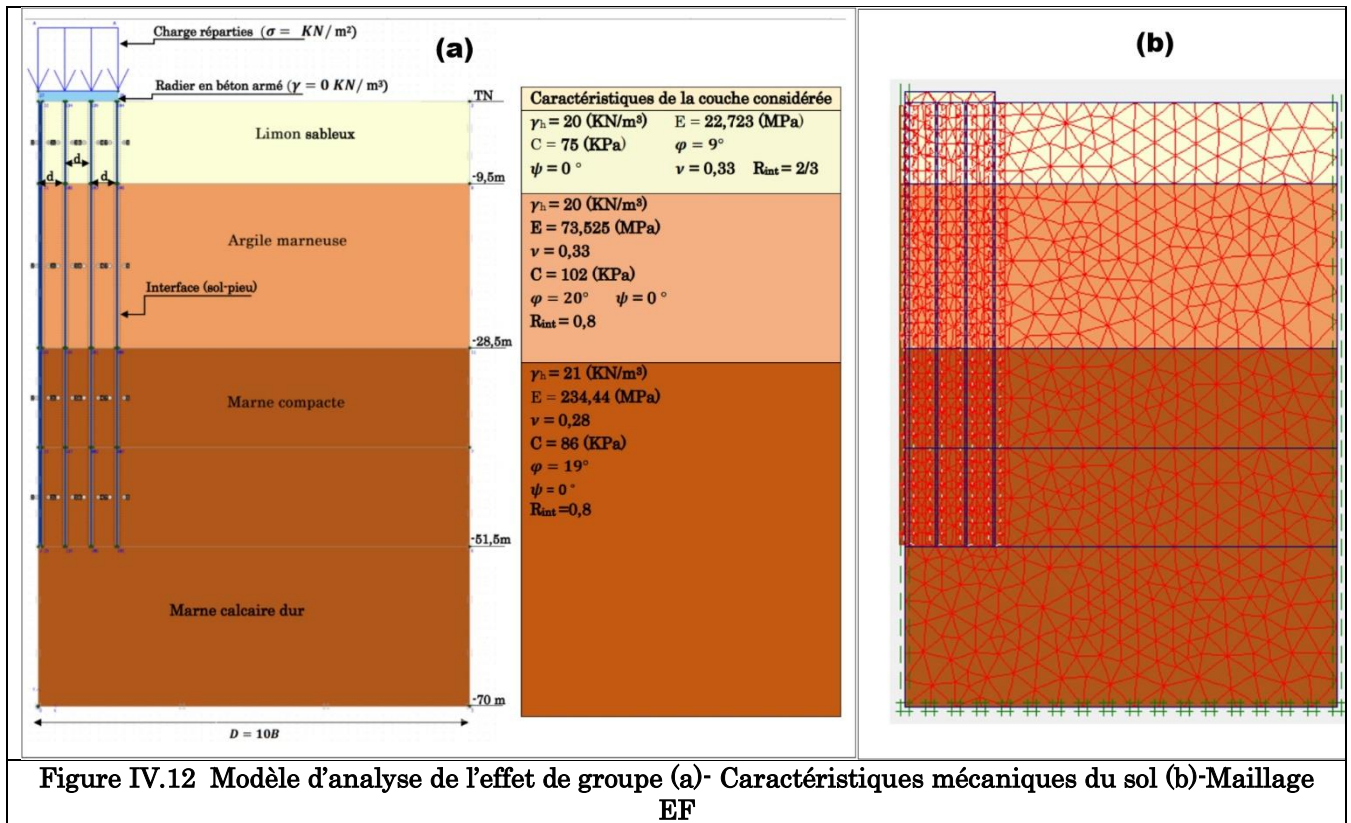 Charge réparties (σ = KN/ m²)
(a)
Radier en béton armé (γ = 0 KN/ m³)
TN
Limon sableux
d
d
d
-9,5m
Argile marneuse
Interface (sol-pieu)
-28,5m
Marne compacte
-51,5m
Marne calcaire dur
-70 m
D = 10B
Caractéristiques de la couche considérée
γh = 20 (KN/m³) E = 22,723 (MPa)
C = 75 (KPa) φ = 9°
ψ = 0 ° ν = 0,33 Rint = 2/3
γh = 20 (KN/m³)
E = 73,525 (MPa)
ν = 0,33
C = 102 (KPa)
φ = 20° ψ = 0 °
Rint = 0,8
γh = 21 (KN/m³)
E = 234,44 (MPa)
ν = 0,28
C = 86 (KPa)
φ = 19°
ψ = 0 °
Rint =0,8
(b)
Figure IV.12 Modèle d'analyse de l'effet de groupe (a)- Caractéristiques mécaniques du sol (b)-Maillage
EF